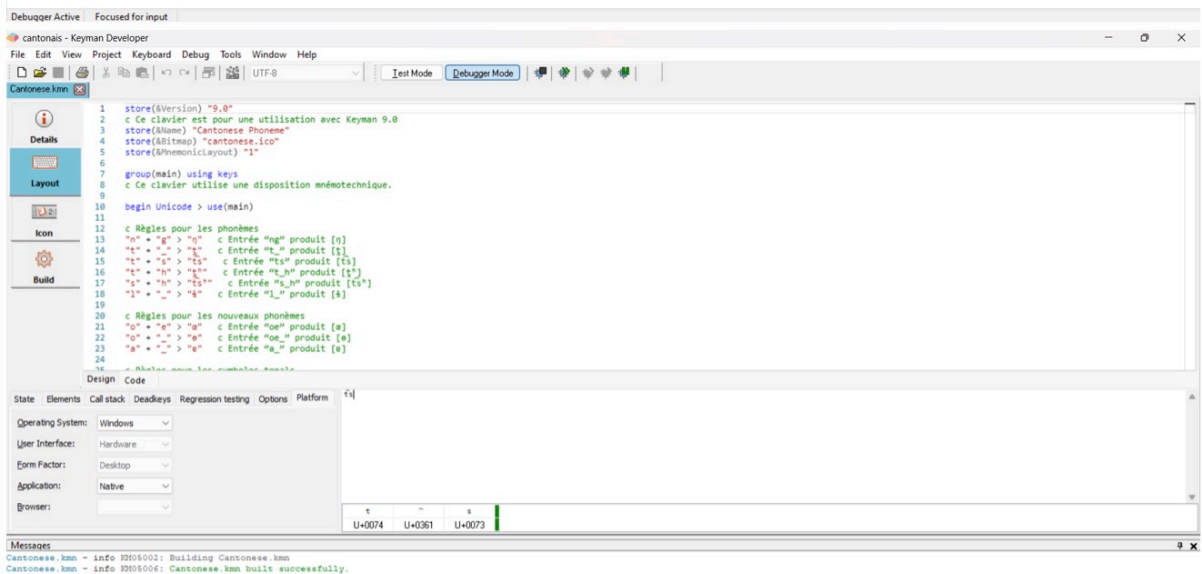 Debugger Active Focused for input
cantonais - Keyman Developer
File Edit View Project Keyboard Debug Tools Window Help
UTF-8 Test Mode Debugger Mode
Cantonese.kmn
Details
Layout
Icon
Build
1 store(&Version) "9.0"
2 c Ce clavier est pour une utilisation avec Keyman 9.0
3 store(&Name) "Cantonese Phoneme"
4 store(&Bitmap) "cantonese.ico"
5 store(&MnemonicLayout) "1"
6
7 group(main) using keys
8 c Ce clavier utilise une disposition mnémotechnique.
9
10 begin Unicode > use(main)
11
12 c Règles pour les phonèmes
13 "n" + "g" > "ŋ" c Entrée “ng” produit [ŋ]
14 "t" + "_" > "t̪" c Entrée “t_” produit [t̪]
15 "t" + "s" > "t͡s" c Entrée “ts” produit [t͡s]
16 "t" + "h" > "t̪ʰ" c Entrée “t_h” produit [t̪ʰ]
17 "s" + "h" > "t͡sʰ" c Entrée “s_h” produit [t͡sʰ]
18 "l" + "_" > "ɬ" c Entrée “l_” produit [ɬ]
19
20 c Règles pour les nouveaux phonèmes
21 "o" + "e" > "œ" c Entrée “oe” produit [œ]
22 "o" + "_" > "ɵ" c Entrée “oe_” produit [ɵ]
23 "a" + "_" > "ɐ" c Entrée “a_” produit [ɐ]
24
25 c Règles pour les symboles tonals
Design Code
State Elements Call stack Deadkeys Regression testing Options Platform
t͡s
Operating System: Windows
User Interface: Hardware
Form Factor: Desktop
Application: Native
Browser:
t ͡ s
U+0074 U+0361 U+0073
Messages
Cantonese.kmn - info KM05002: Building Cantonese.kmn
Cantonese.kmn - info KM05006: Cantonese.kmn built successfully.